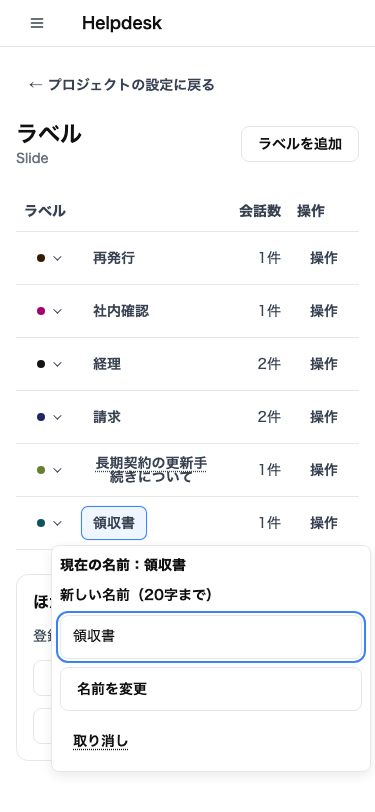 Helpdesk
← プロジェクトの設定に戻る
ラベル
Slide
ラベルを追加
ラベル 会話数 操作
再発行 1件 操作
社内確認 1件 操作
経理 2件 操作
請求 2件 操作
長期契約の更新手
続きについて 1件 操作
領収書 1件 操作
現在の名前：領収書
新しい名前（20字まで）
領収書
名前を変更
取り消し